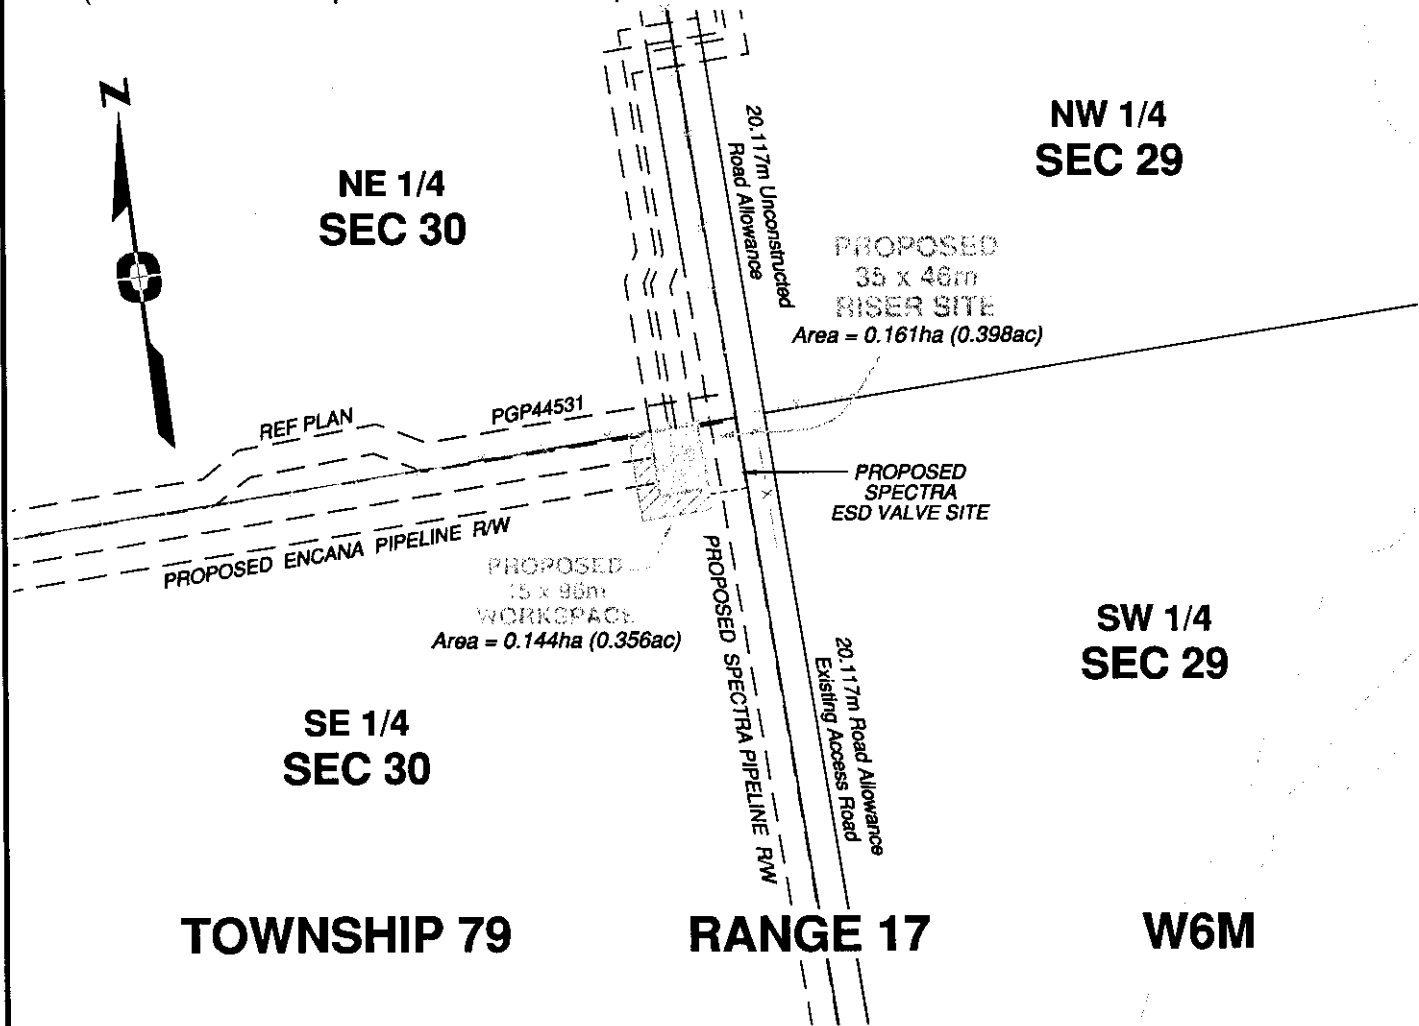 N
NE 1/4
SEC 30
NW 1/4
SEC 29
20.117m Unconstructed
Road Allowance
PROPOSED
35 x 46m
RISER SITE
Area = 0.161ha (0.398ac)
REF PLAN
PGP44531
PROPOSED
SPECTRA
ESD VALVE SITE
PROPOSED ENCANA PIPELINE R/W
PROPOSED
15 x 96m
WORKSPACE
Area = 0.144ha (0.356ac)
PROPOSED SPECTRA PIPELINE R/W
20.117m Road Allowance
Existing Access Road
SW 1/4
SEC 29
SE 1/4
SEC 30
TOWNSHIP 79
RANGE 17
W6M